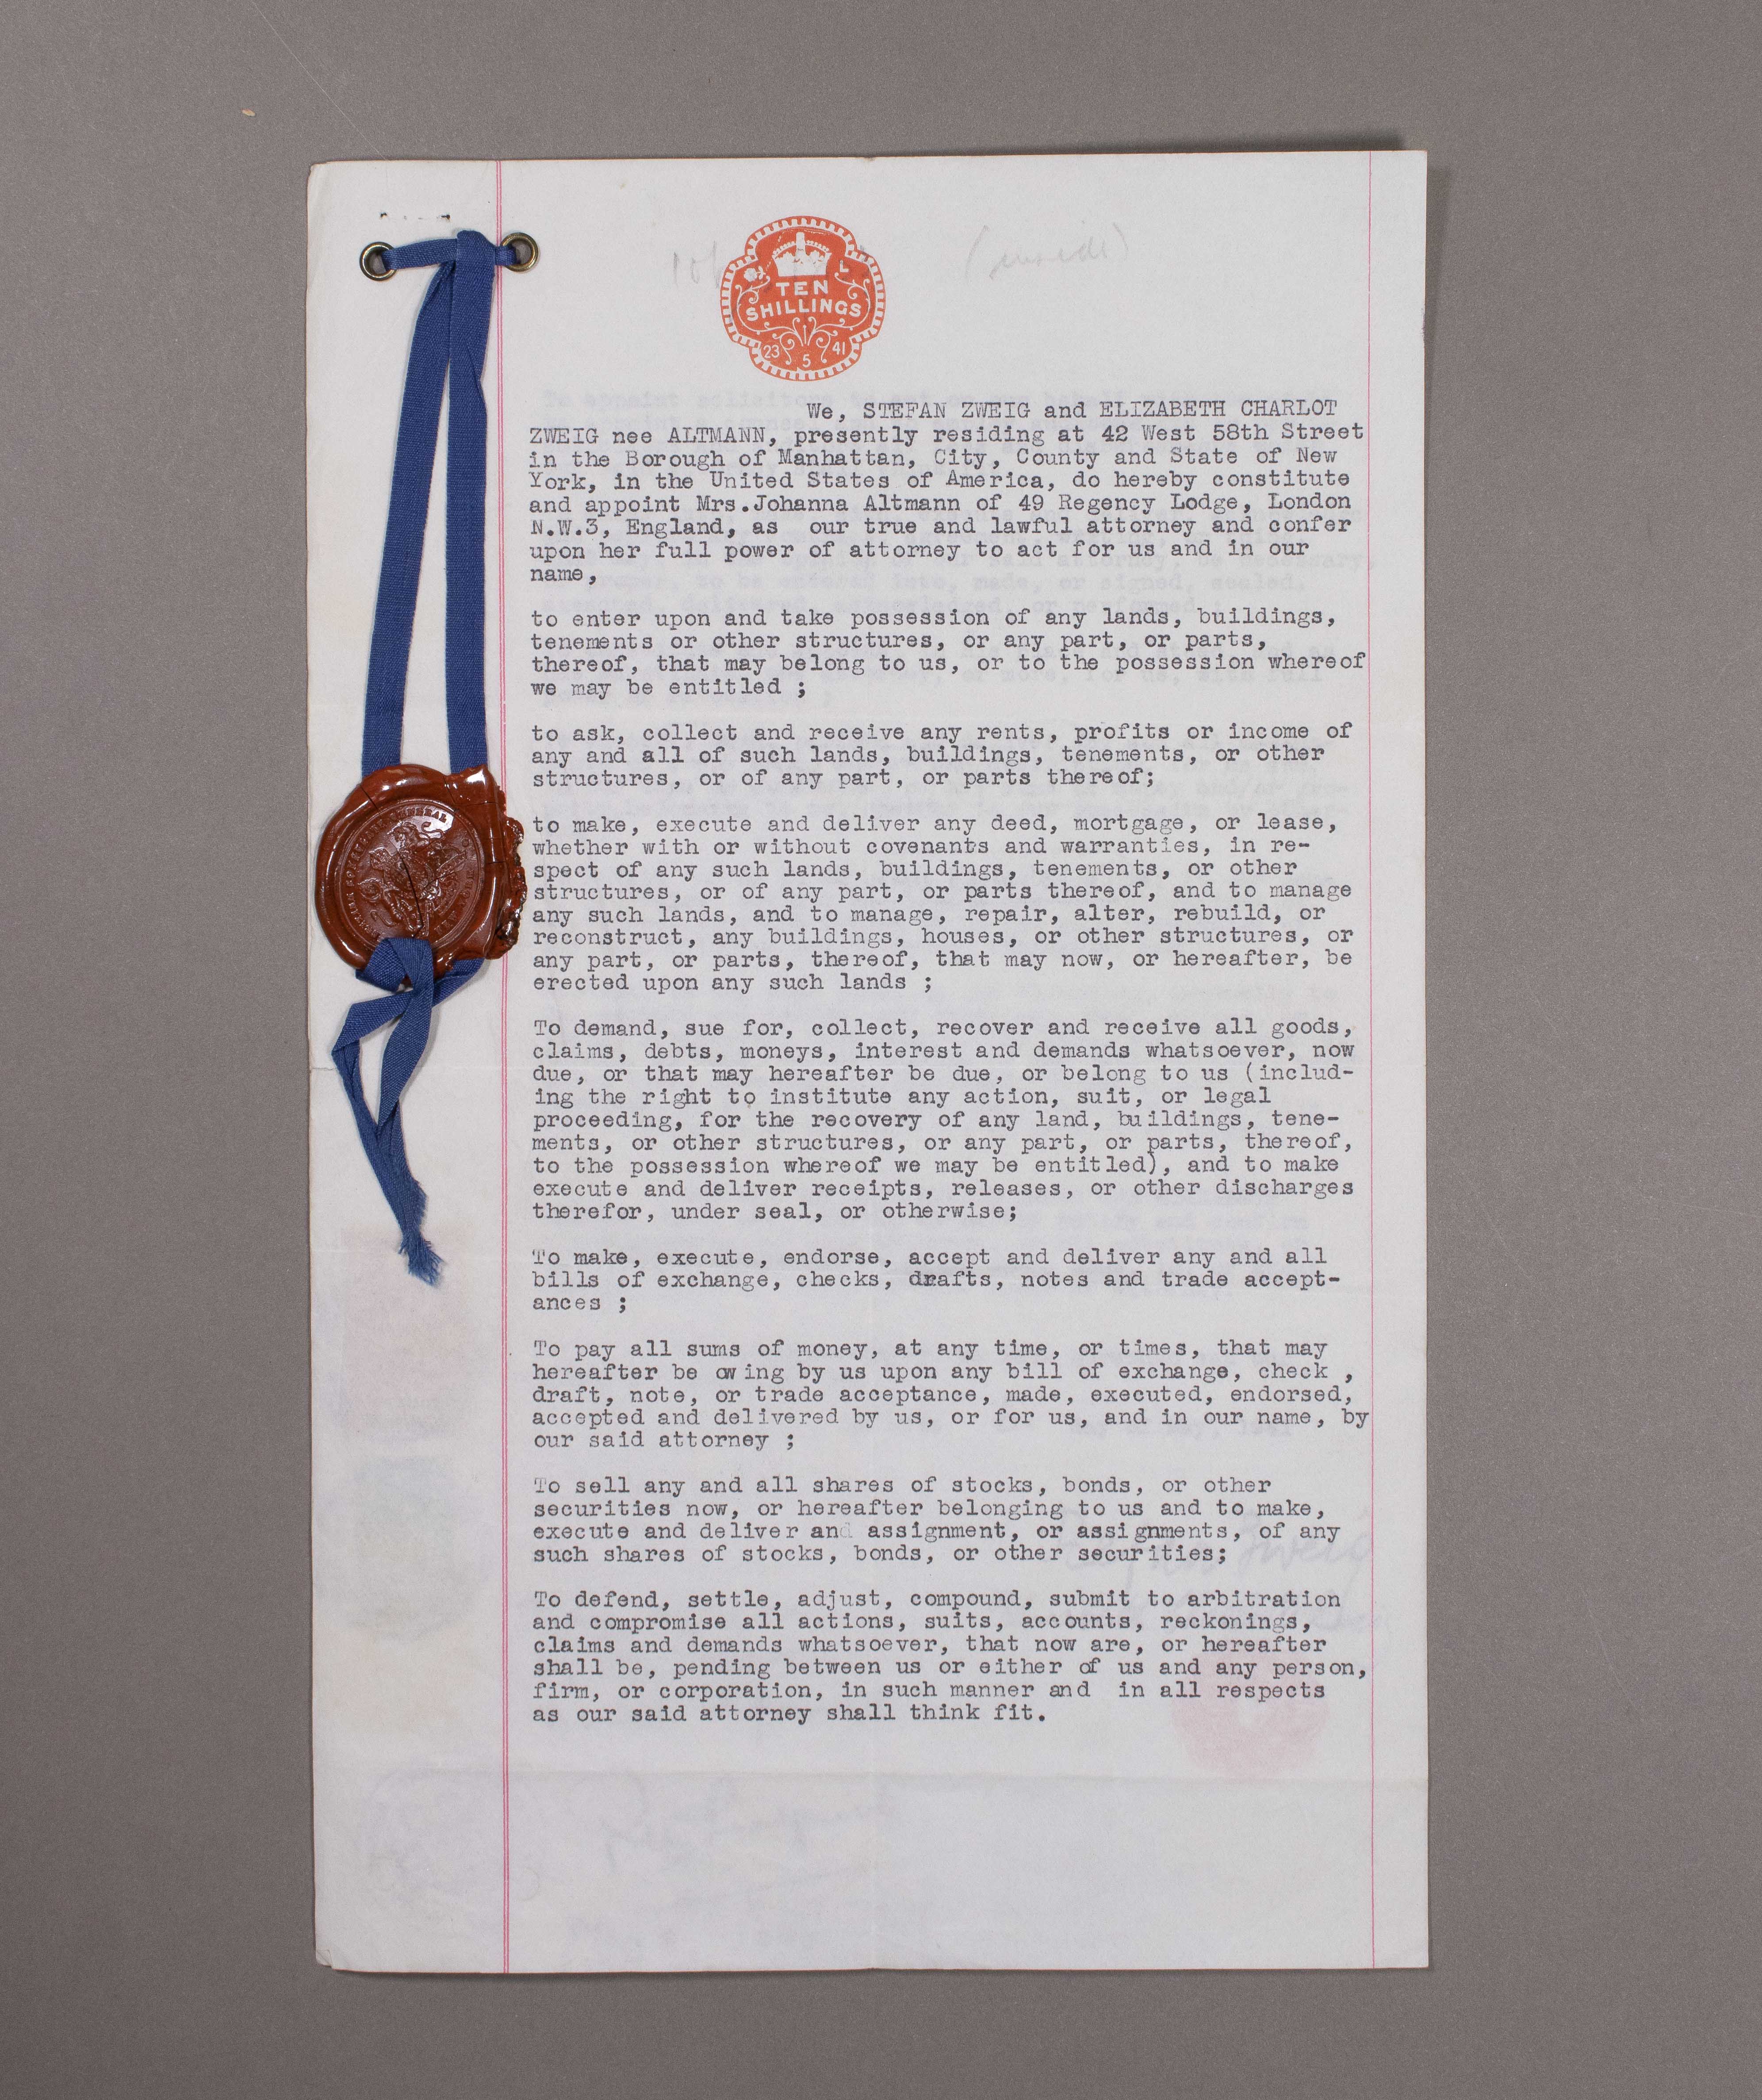 TEN
SHILLINGS
23 5 41
We, STEFAN ZWEIG and ELIZABETH CHARLOT
ZWEIG nee ALTMANN, presently residing at 42 West 58th Street
in the Borough of Manhattan, City, County and State of New
York, in the United States of America, do hereby constitute
and appoint Mrs.Johanna Altmann of 49 Regency Lodge, London
N.W.3, England, as our true and lawful attorney and confer
upon her full power of attorney to act for us and in our
name,
to enter upon and take possession of any lands, buildings,
tenements or other structures, or any part, or parts,
thereof, that may belong to us, or to the possession whereof
we may be entitled ;
to ask, collect and receive any rents, profits or income of
any and all of such lands, buildings, tenements, or other
structures, or of any part, or parts thereof;
to make, execute and deliver any deed, mortgage, or lease,
whether with or without covenants and warranties, in re-
spect of any such lands, buildings, tenements, or other
structures, or of any part, or parts thereof, and to manage
any such lands, and to manage, repair, alter, rebuild, or
reconstruct, any buildings, houses, or other structures, or
any part, or parts, thereof, that may now, or hereafter, be
erected upon any such lands ;
To demand, sue for, collect, recover and receive all goods,
claims, debts, moneys, interest and demands whatsoever, now
due, or that may hereafter be due, or belong to us (includ-
ing the right to institute any action, suit, or legal
proceeding, for the recovery of any land, buildings, tene-
ments, or other structures, or any part, or parts, thereof,
to the possession whereof we may be entitled), and to make
execute and deliver receipts, releases, or other discharges
therefor, under seal, or otherwise;
To make, execute, endorse, accept and deliver any and all
bills of exchange, checks, drafts, notes and trade accept-
ances ;
To pay all sums of money, at any time, or times, that may
hereafter be owing by us upon any bill of exchange, check ,
draft, note, or trade acceptance, made, executed, endorsed,
accepted and delivered by us, or for us, and in our name, by
our said attorney ;
To sell any and all shares of stocks, bonds, or other
securities now, or hereafter belonging to us and to make,
execute and deliver and assignment, or assignments, of any
such shares of stocks, bonds, or other securities;
To defend, settle, adjust, compound, submit to arbitration
and compromise all actions, suits, accounts, reckonings,
claims and demands whatsoever, that now are, or hereafter
shall be, pending between us or either of us and any person,
firm, or corporation, in such manner and in all respects
as our said attorney shall think fit.